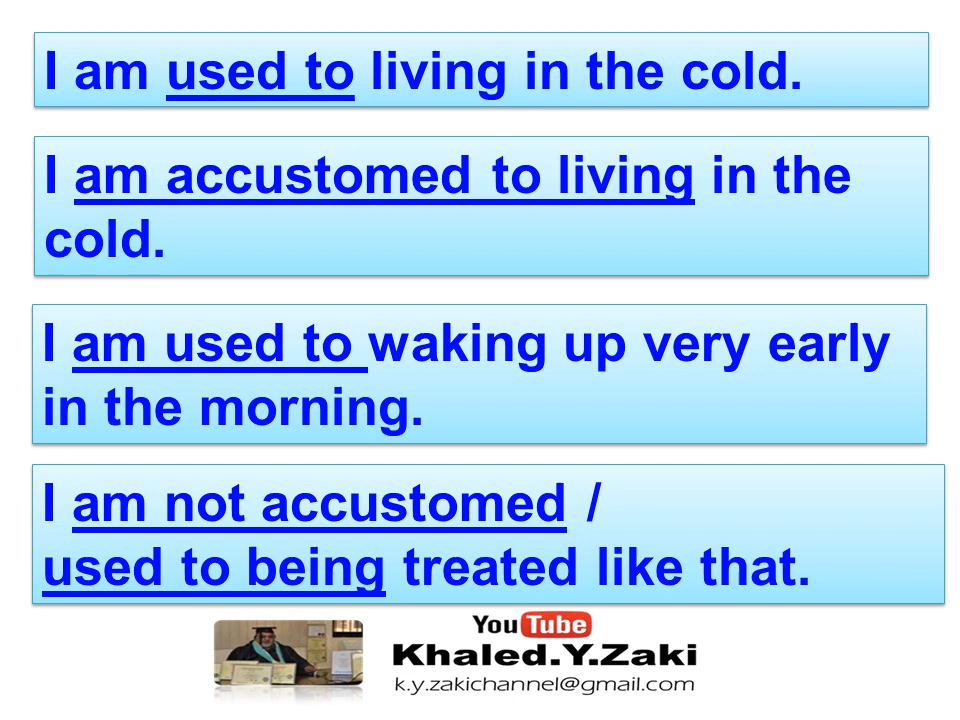 I am used to living in the cold.
I am accustomed to living in the
cold.
I am used to waking up very early
in the morning.
I am not accustomed /
used to being treated like that.
You Tube
Khaled.Y.Zaki
k.y.zakichannel@gmail.com